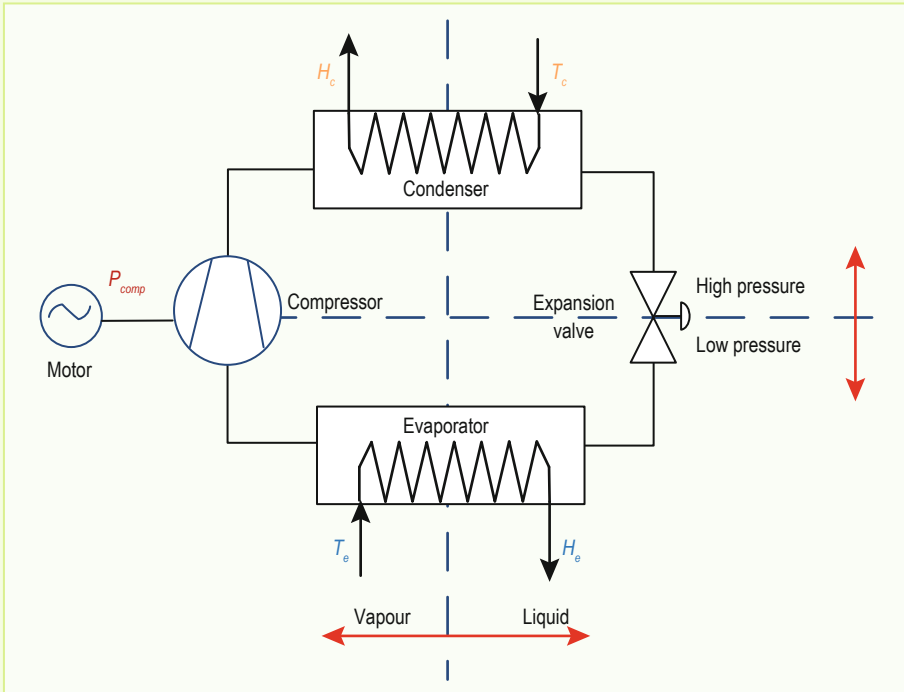 H_c
T_c
Condenser
P_comp
Compressor
Expansion
valve
High pressure
Low pressure
Motor
Evaporator
T_e
H_e
Vapour
Liquid